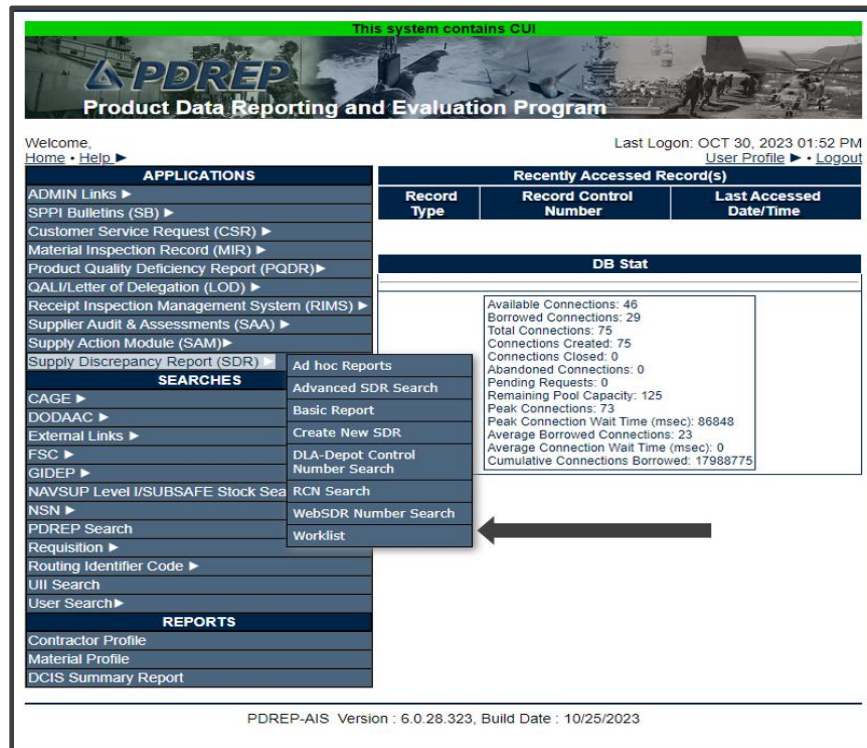 This system contains CUI
PDREP
Product Data Reporting and Evaluation Program
Welcome,
Last Logon: OCT 30, 2023 01:52 PM
Home • Help ▶
User Profile ▶ • Logout
APPLICATIONS
ADMIN Links ▶
SPPI Bulletins (SB) ▶
Customer Service Request (CSR) ▶
Material Inspection Record (MIR) ▶
Product Quality Deficiency Report (PQDR)▶
QALI/Letter of Delegation (LOD) ▶
Receipt Inspection Management System (RIMS) ▶
Supplier Audit & Assessments (SAA) ▶
Supply Action Module (SAM)▶
Supply Discrepancy Report (SDR) ▶
Ad hoc Reports
Advanced SDR Search
Basic Report
Create New SDR
DLA-Depot Control
Number Search
RCN Search
WebSDR Number Search
Worklist
SEARCHES
CAGE ▶
DODAAC ▶
External Links ▶
FSC ▶
GIDEP ▶
NAVSUP Level I/SUBSAFE Stock Sea
NSN ▶
PDREP Search
Requisition ▶
Routing Identifier Code ▶
UII Search
User Search▶
REPORTS
Contractor Profile
Material Profile
DCIS Summary Report
Recently Accessed Record(s)
Record Type
Record Control Number
Last Accessed Date/Time
DB Stat
Available Connections: 46
Borrowed Connections: 29
Total Connections: 75
Connections Created: 75
Connections Closed: 0
Abandoned Connections: 0
Pending Requests: 0
Remaining Pool Capacity: 125
Peak Connections: 73
Peak Connection Wait Time (msec): 86848
Average Borrowed Connections: 23
Average Connection Wait Time (msec): 0
Cumulative Connections Borrowed: 17988775
PDREP-AIS Version : 6.0.28.323, Build Date : 10/25/2023